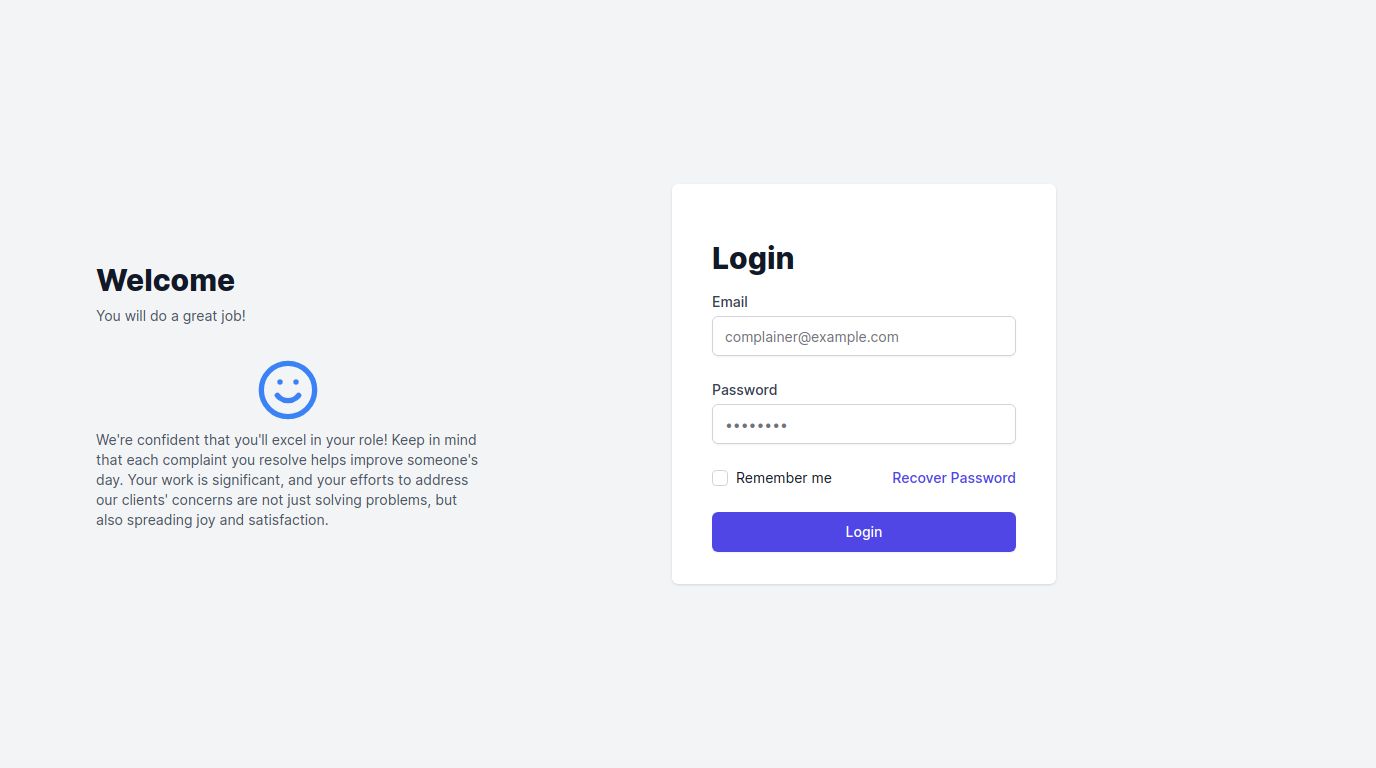 Welcome
You will do a great job!
We're confident that you'll excel in your role! Keep in mind
that each complaint you resolve helps improve someone's
day. Your work is significant, and your efforts to address
our clients' concerns are not just solving problems, but
also spreading joy and satisfaction.
Login
Email
complainer@example.com
Password
••••••••
Remember me
Recover Password
Login